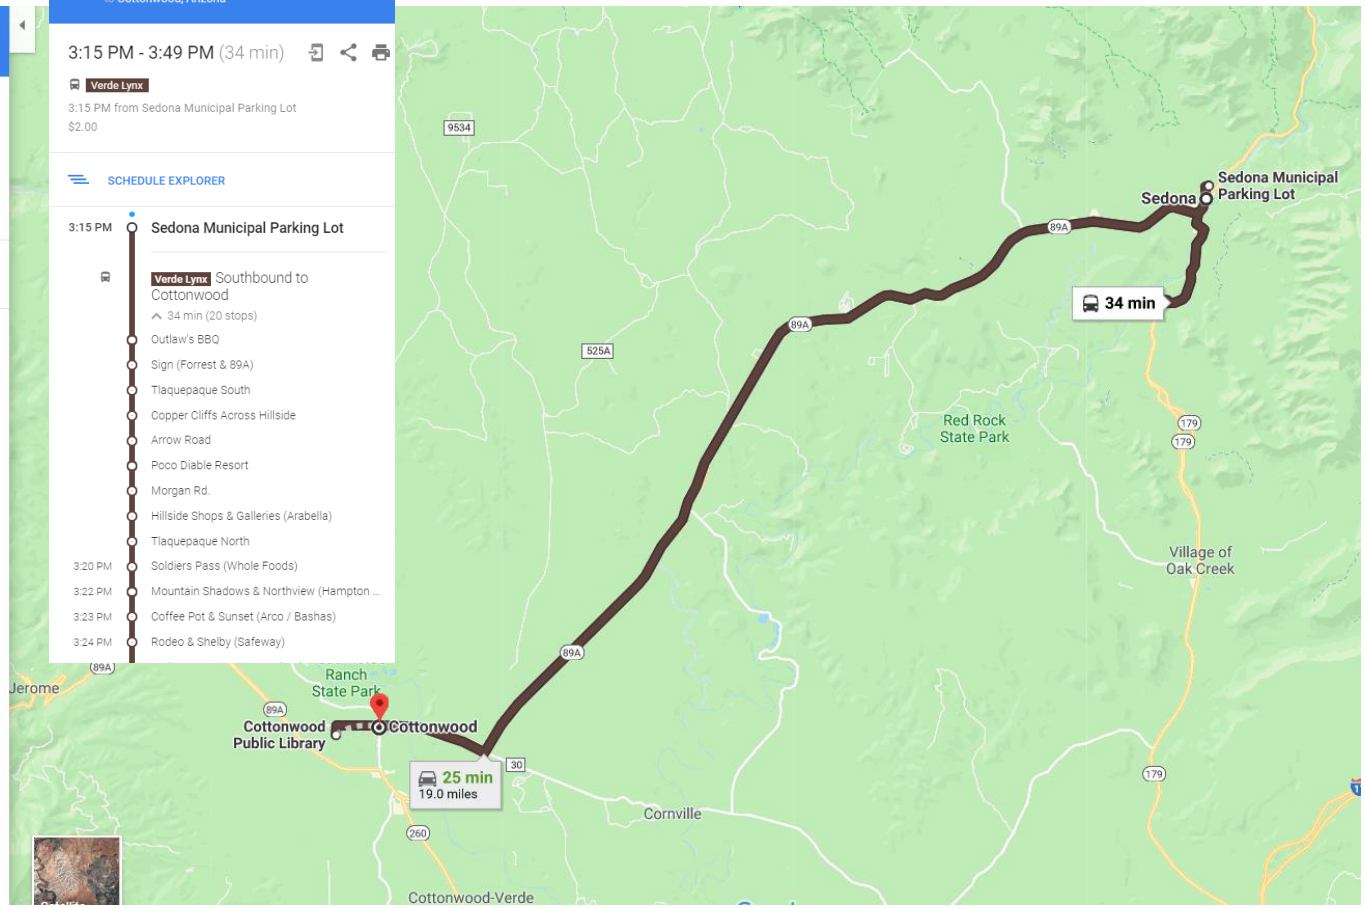 to Cottonwood, Arizona
3:15 PM - 3:49 PM (34 min)
Verde Lynx
3:15 PM from Sedona Municipal Parking Lot
$2.00
SCHEDULE EXPLORER
3:15 PM Sedona Municipal Parking Lot
Verde Lynx Southbound to
Cottonwood
34 min (20 stops)
Outlaw's BBQ
Sign (Forrest & 89A)
Tlaquepaque South
Copper Cliffs Across Hillside
Arrow Road
Poco Diable Resort
Morgan Rd.
Hillside Shops & Galleries (Arabella)
Tlaquepaque North
3:20 PM Soldiers Pass (Whole Foods)
3:22 PM Mountain Shadows & Northview (Hampton ...
3:23 PM Coffee Pot & Sunset (Arco / Bashas)
3:24 PM Rodeo & Shelby (Safeway)
9534
Sedona Municipal
Parking Lot
Sedona
89A
34 min
89A
525A
Red Rock
State Park
179
179
Village of
Oak Creek
89A
89A
Jerome
Ranch
State Park
89A
Cottonwood
Public Library
Cottonwood
30
25 min
19.0 miles
179
Cornville
260
Cottonwood-Verde
Satellite